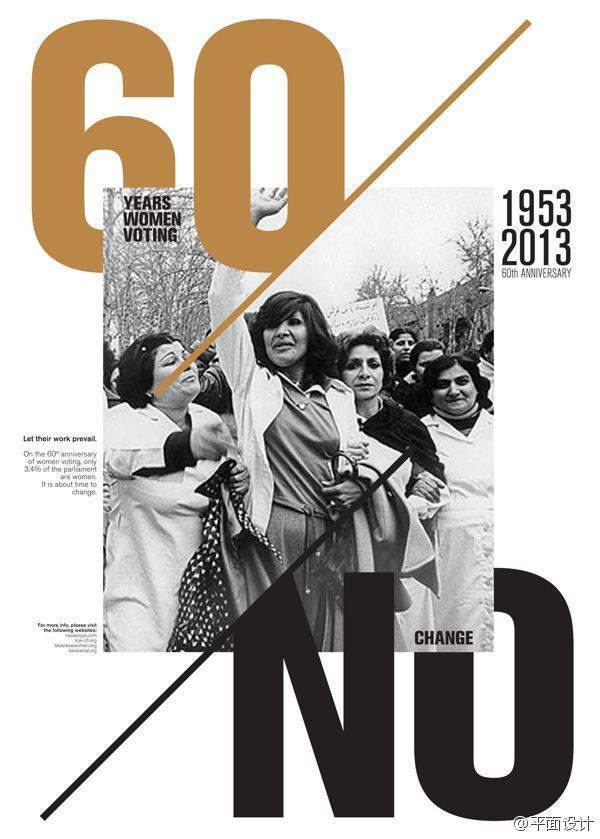 60
YEARS
WOMEN
VOTING
1953
2013
60th ANNIVERSARY
Let their work prevail.
On the 60th anniversary
of women voting, only
3.4% of the parliament
are women.
It is about time to
change.
For more info, please visit
the following websites:
lebanesewomen.org
CHANGE
NO
@平面设计